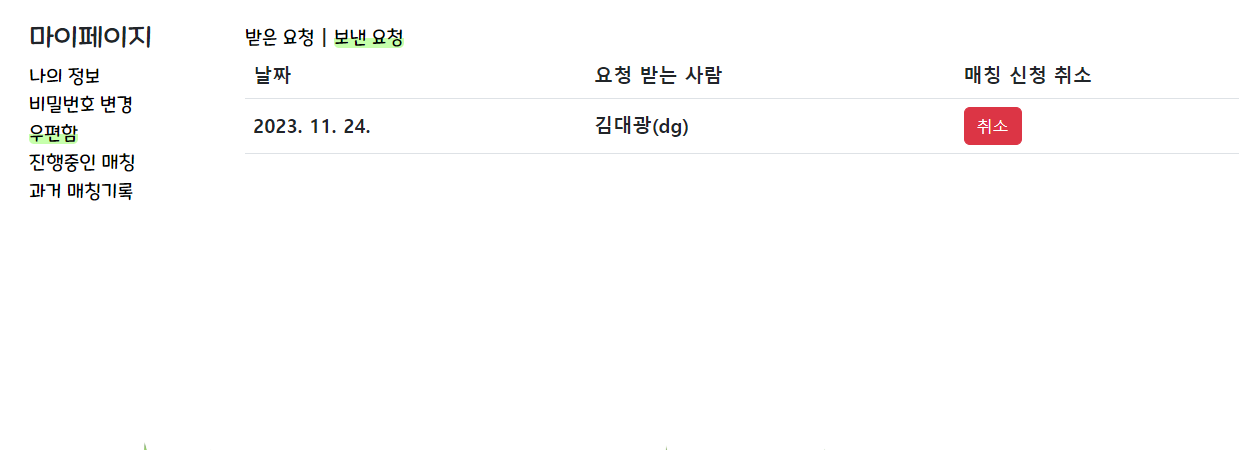 마이페이지
나의 정보
비밀번호 변경
우편함
진행중인 매칭
과거 매칭기록
받은 요청 | 보낸 요청
날짜 요청 받는 사람 매칭 신청 취소
2023. 11. 24. 김대광(dg) 취소